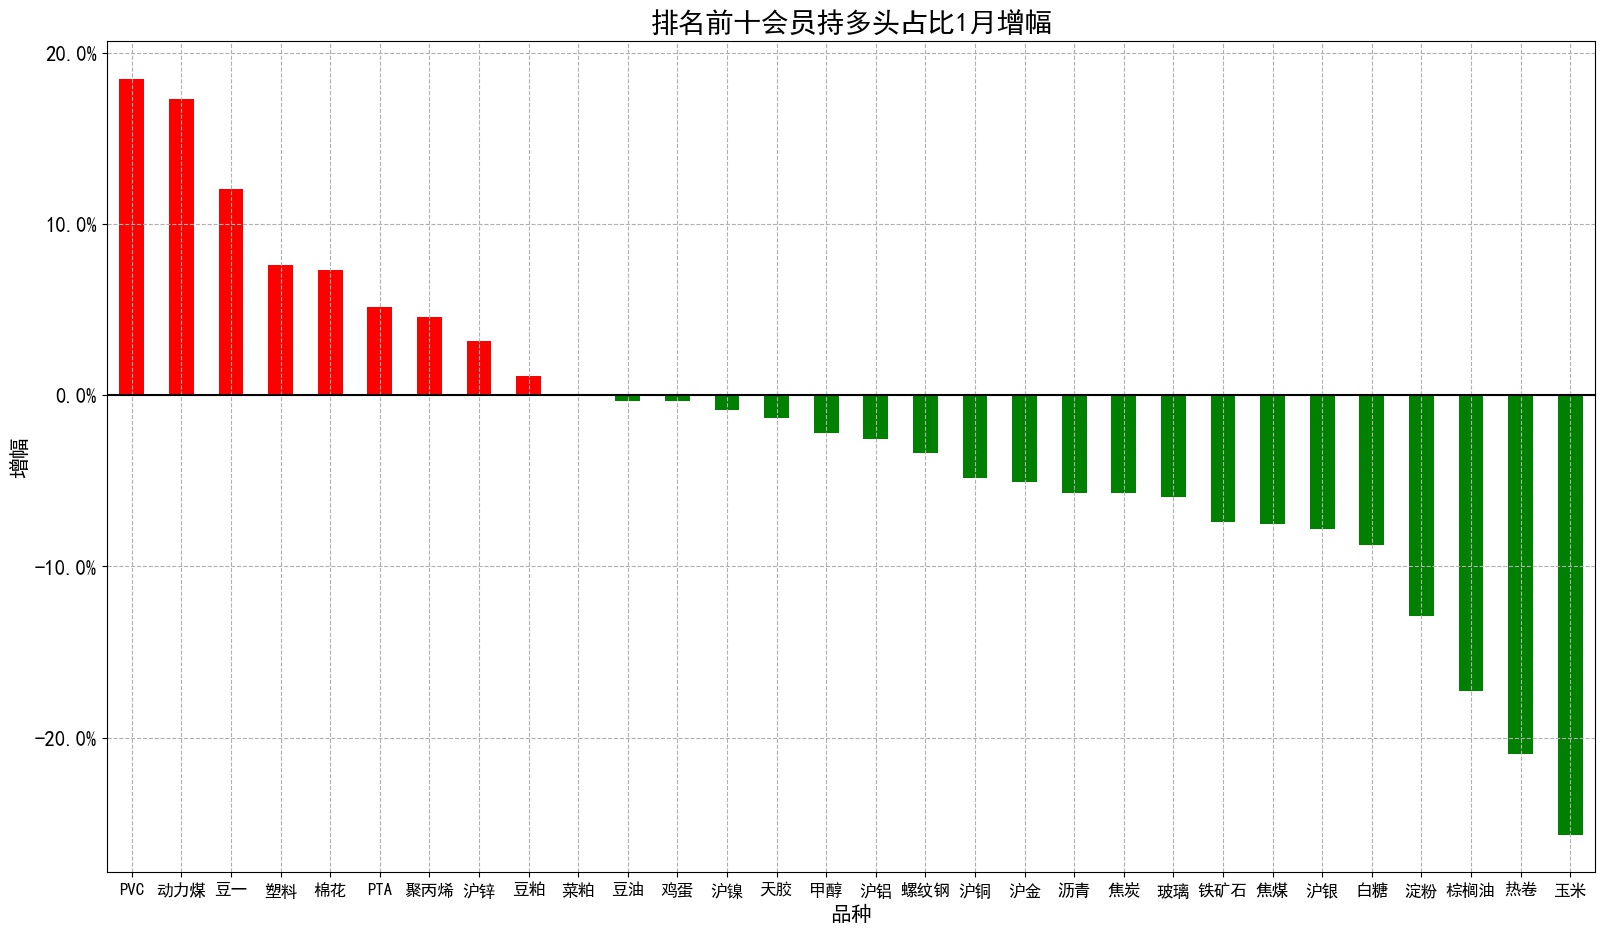 排名前十会员持多头占比1月增幅
20.0%
10.0%
0.0%
−10.0%
−20.0%
增幅
PVC 动力煤 豆一 塑料 棉花 PTA 聚丙烯 沪锌 豆粕 菜粕 豆油 鸡蛋 沪镍 天胶 甲醇 沪铝 螺纹钢 沪铜 沪金 沥青 焦炭 玻璃 铁矿石 焦煤 沪银 白糖 淀粉 棕榈油 热卷 玉米
品种